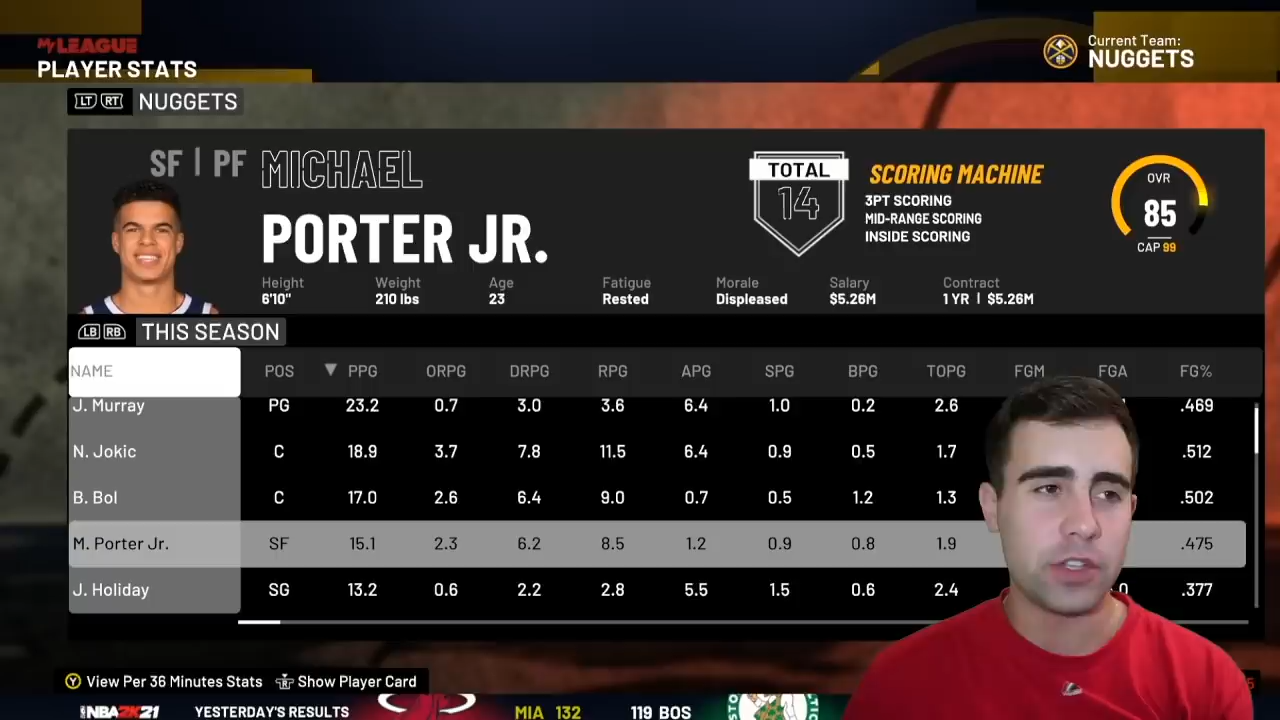 MyLEAGUE
PLAYER STATS
Current Team:
NUGGETS
LT RT NUGGETS
SF | PF MICHAEL
PORTER JR.
TOTAL
14
SCORING MACHINE
3PT SCORING
MID-RANGE SCORING
INSIDE SCORING
OVR
85
CAP 99
Height Weight Age Fatigue Morale Salary Contract
6'10" 210 lbs 23 Rested Displeased $5.26M 1 YR | $5.26M
LB RB THIS SEASON
NAME POS ▼ PPG ORPG DRPG RPG APG SPG BPG TOPG FGM FGA FG%
J. Murray PG 23.2 0.7 3.0 3.6 6.4 1.0 0.2 2.6 .469
N. Jokic C 18.9 3.7 7.8 11.5 6.4 0.9 0.5 1.7 .512
B. Bol C 17.0 2.6 6.4 9.0 0.7 0.5 1.2 1.3 .502
M. Porter Jr. SF 15.1 2.3 6.2 8.5 1.2 0.9 0.8 1.9 .475
J. Holiday SG 13.2 0.6 2.2 2.8 5.5 1.5 0.6 2.4 .377
Y View Per 36 Minutes Stats R Show Player Card
NBA 2K21 YESTERDAY'S RESULTS MIA 132 119 BOS